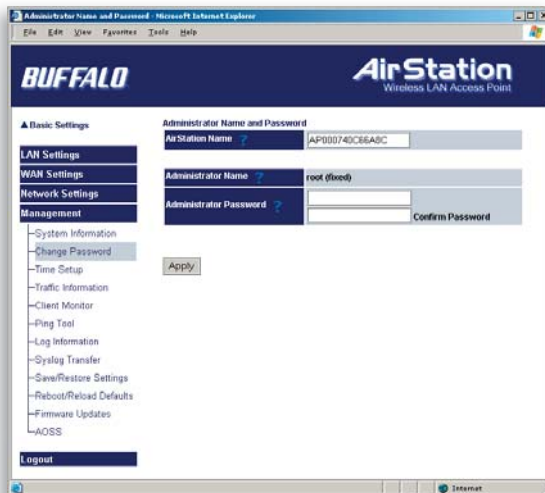 Administrator Name and Password - Microsoft Internet Explorer
File Edit View Favorites Tools Help
BUFFALO
AirStation
Wireless LAN Access Point
▲Basic Settings
LAN Settings
WAN Settings
Network Settings
Management
System Information
Change Password
Time Setup
Traffic Information
Client Monitor
Ping Tool
Log Information
Syslog Transfer
Save/Restore Settings
Reboot/Reload Defaults
Firmware Updates
AOSS
Logout
Administrator Name and Password
AirStation Name ? AP000740C66A8C
Administrator Name ? root (fixed)
Administrator Password ?
Confirm Password
Apply
Internet